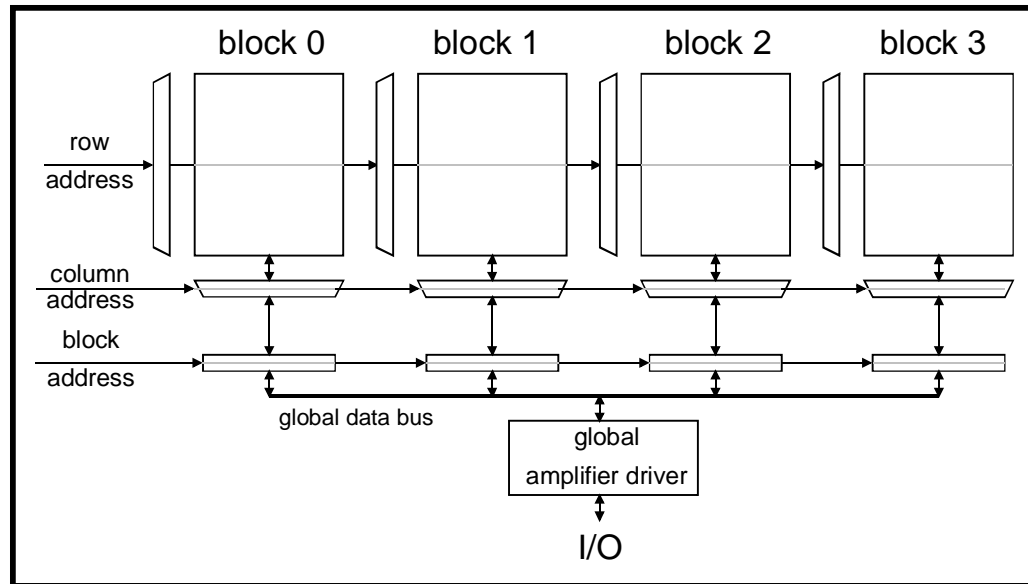 block 0
block 1
block 2
block 3
row
address
column
address
block
address
global data bus
global
amplifier driver
I/O